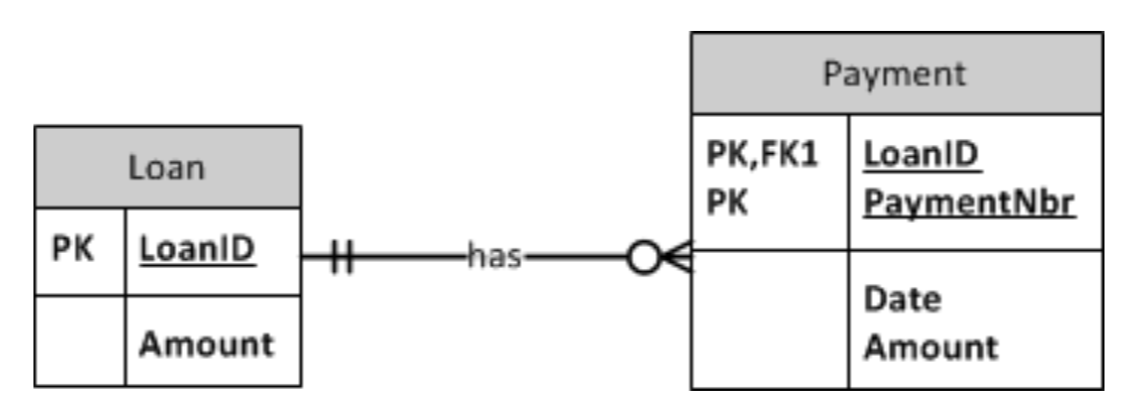 Loan
PK LoanID
Amount
has
Payment
PK,FK1 LoanID
PK PaymentNbr
Date
Amount